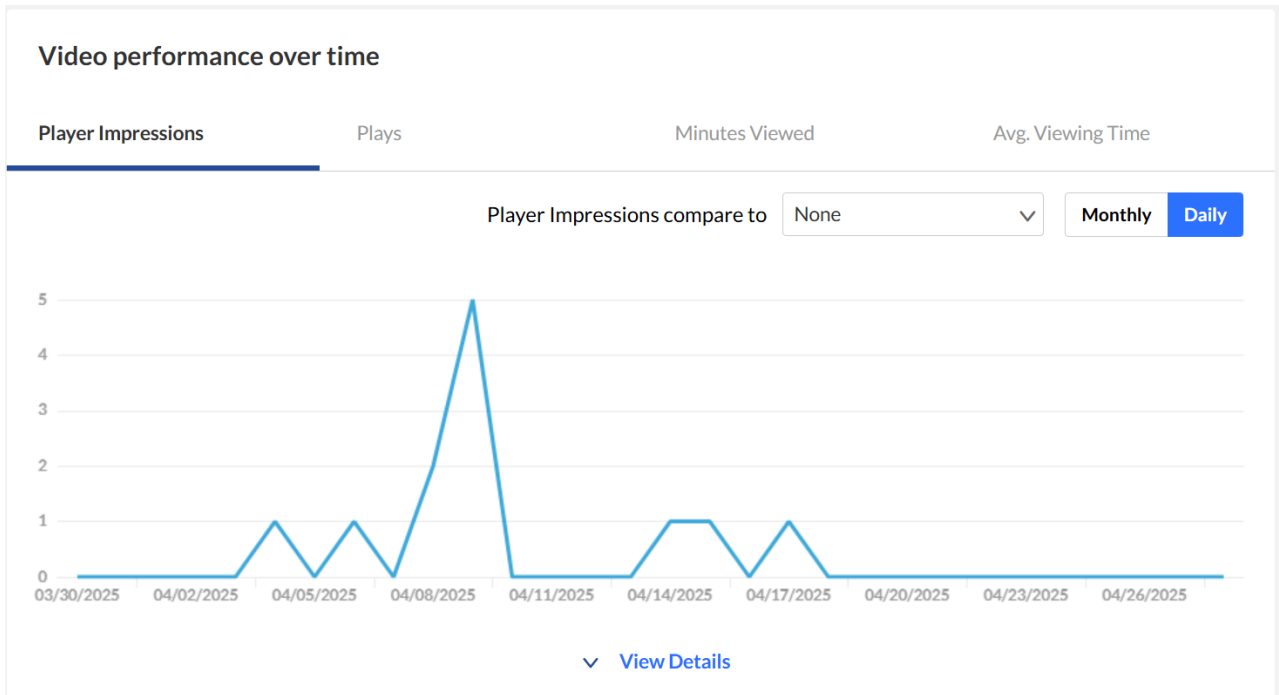 Video performance over time
Player Impressions Plays Minutes Viewed Avg. Viewing Time
Player Impressions compare to None Monthly Daily
5
4
3
2
1
0
03/30/2025 04/02/2025 04/05/2025 04/08/2025 04/11/2025 04/14/2025 04/17/2025 04/20/2025 04/23/2025 04/26/2025
View Details